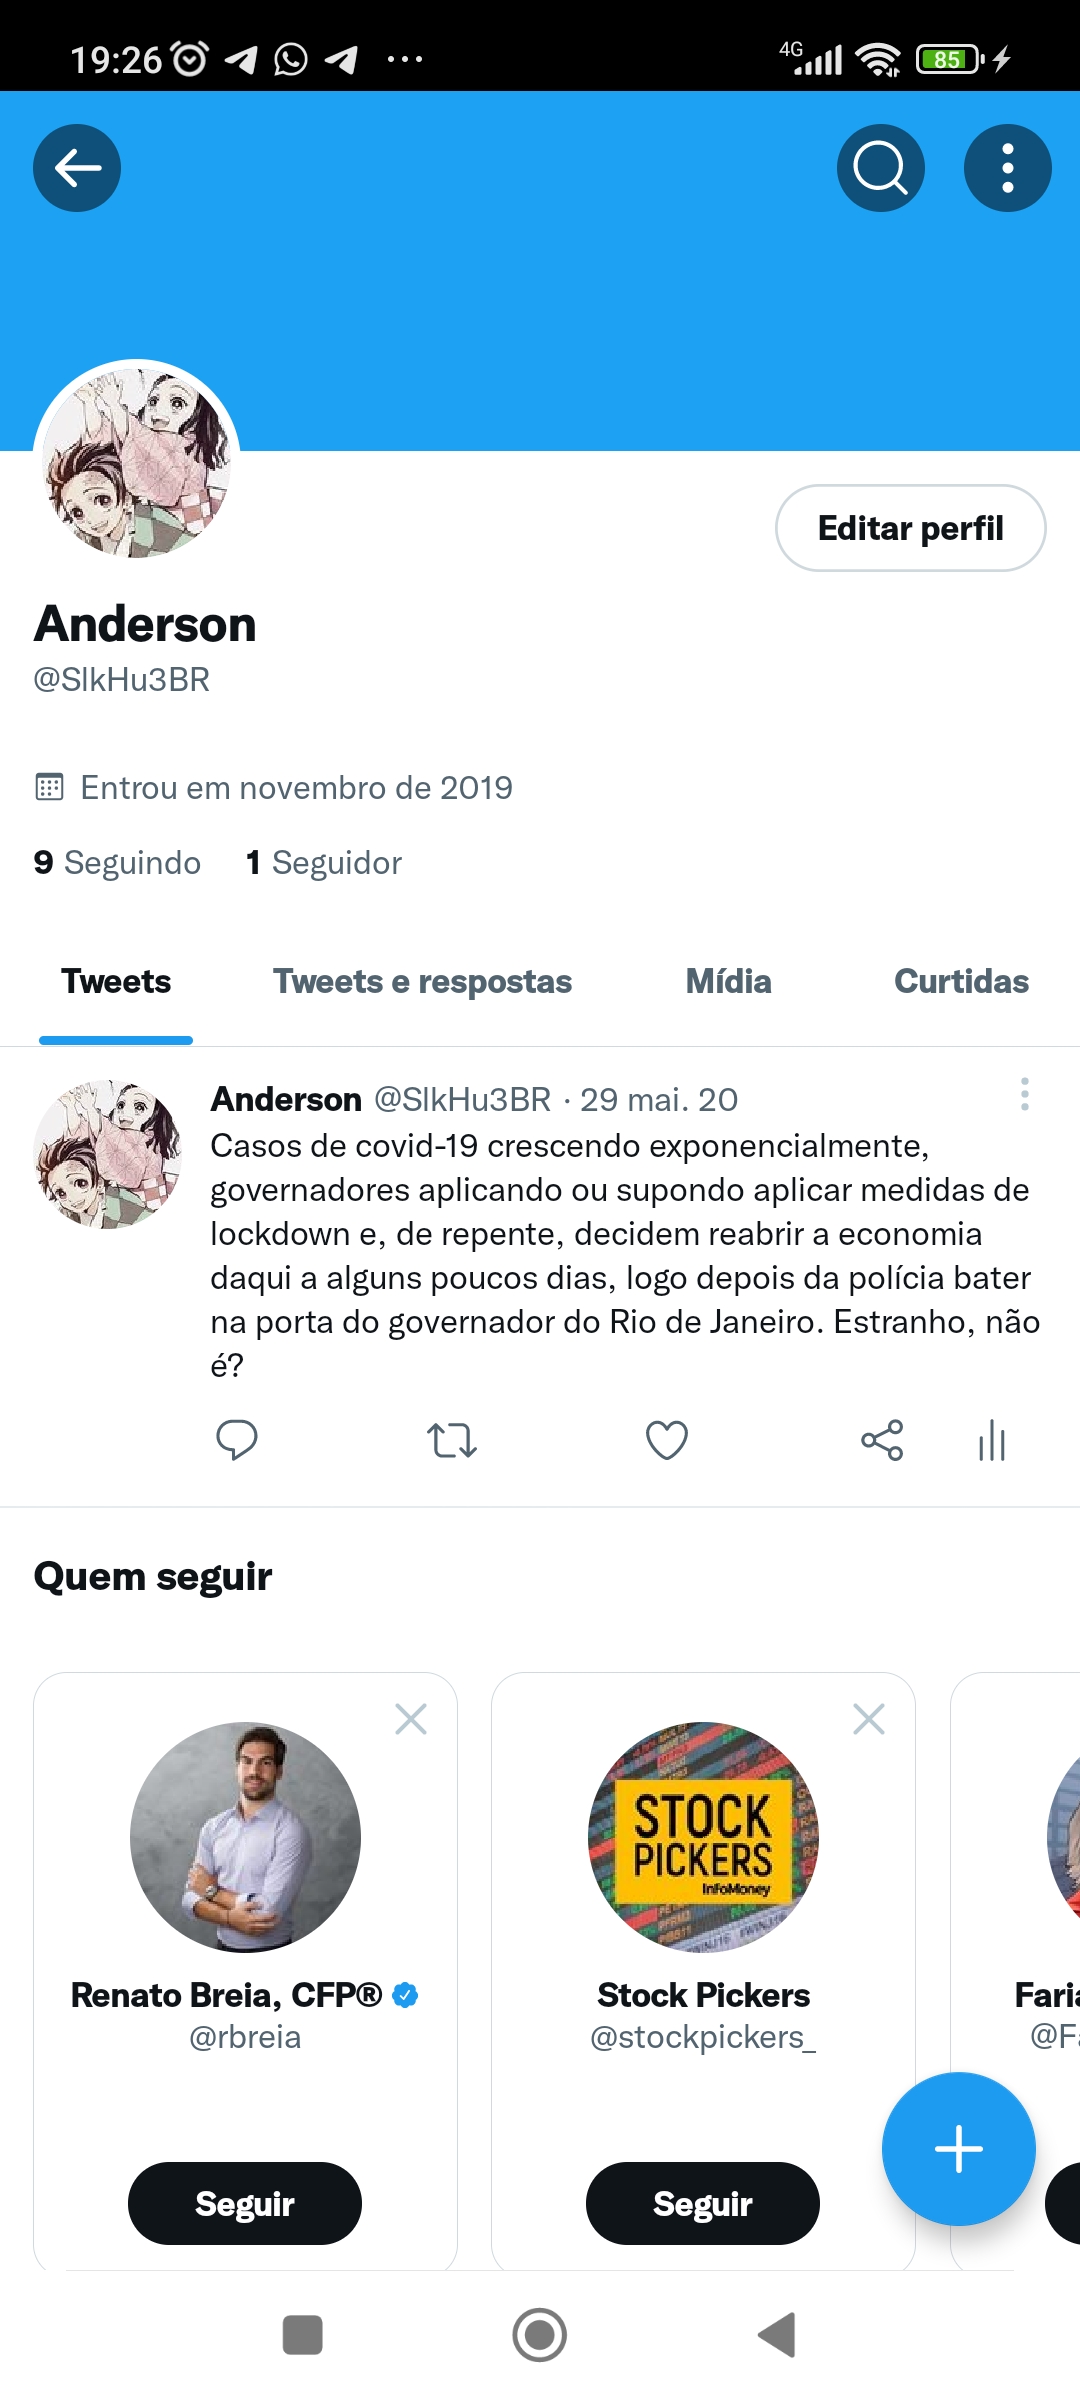 19:26
4G
85
Editar perfil
Anderson
@SlkHu3BR
Entrou em novembro de 2019
9 Seguindo 1 Seguidor
Tweets Tweets e respostas Mídia Curtidas
Anderson @SlkHu3BR · 29 mai. 20
Casos de covid-19 crescendo exponencialmente,
governadores aplicando ou supondo aplicar medidas de
lockdown e, de repente, decidem reabrir a economia
daqui a alguns poucos dias, logo depois da polícia bater
na porta do governador do Rio de Janeiro. Estranho, não
é?
Quem seguir
STOCK
PICKERS
InfoMoney
Renato Breia, CFP® Stock Pickers
@rbreia @stockpickers_
Seguir Seguir